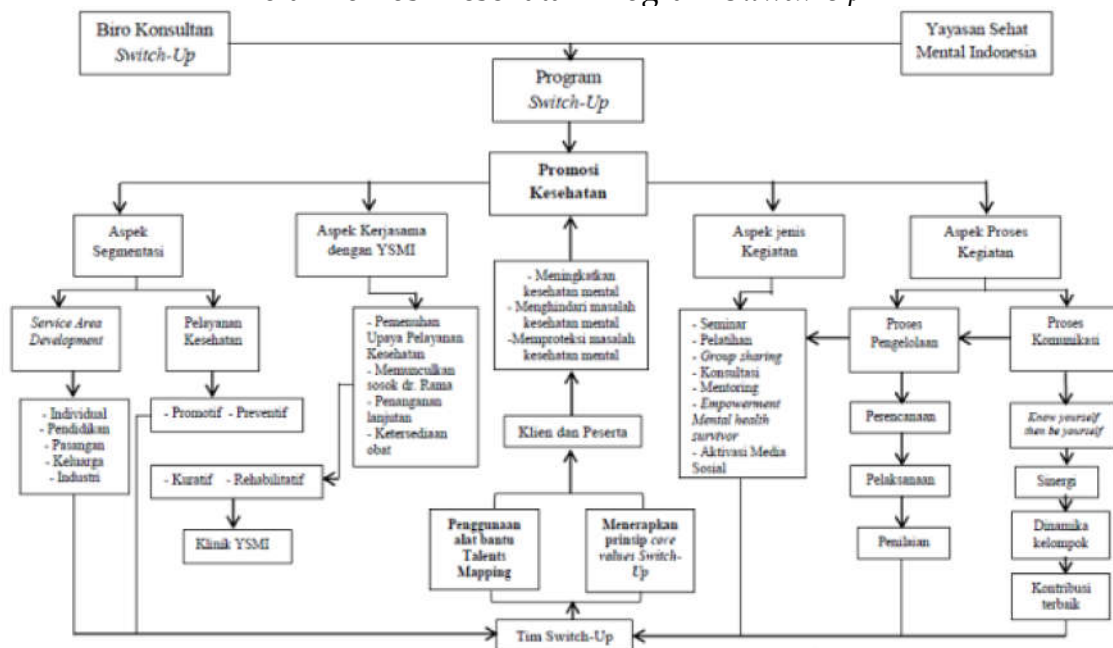 Biro Konsultan
Switch-Up
Yayasan Sehat
Mental Indonesia
Program
Switch-Up
Promosi
Kesehatan
Aspek
Segmentasi
Aspek Kerjasama
dengan YSMI
Aspek jenis
Kegiatan
Aspek Proses
Kegiatan
Service Area
Development
Pelayanan
Kesehatan
- Pemenuhan
Upaya Pelayanan
Kesehatan
- Memunculkan
sosok dr. Rama
- Penanganan
lanjutan
- Ketersediaan
obat
- Meningkatkan
kesehatan mental
- Menghindari masalah
kesehatan mental
-Memproteksi masalah
kesehatan mental
- Seminar
- Pelatihan
- Group sharing
- Konsultasi
- Mentoring
- Empowerment
Mental health
survivor
- Aktivasi Media
Sosial
Proses
Pengelolaan
Proses
Komunikasi
- Individual
- Pendidikan
- Pasangan
- Keluarga
- Industri
- Promotif - Preventif
- Kuratif - Rehabilitatif
Klinik YSMI
Klien dan Peserta
Penggunaan
alat bantu
Talents
Mapping
Menerapkan
prinsip core
values Switch-
Up
Perencanaan
Pelaksanaan
Penilaian
Know yourself
then be yourself
Sinergi
Dinamika
kelompok
Kontribusi
terbaik
Tim Switch-Up